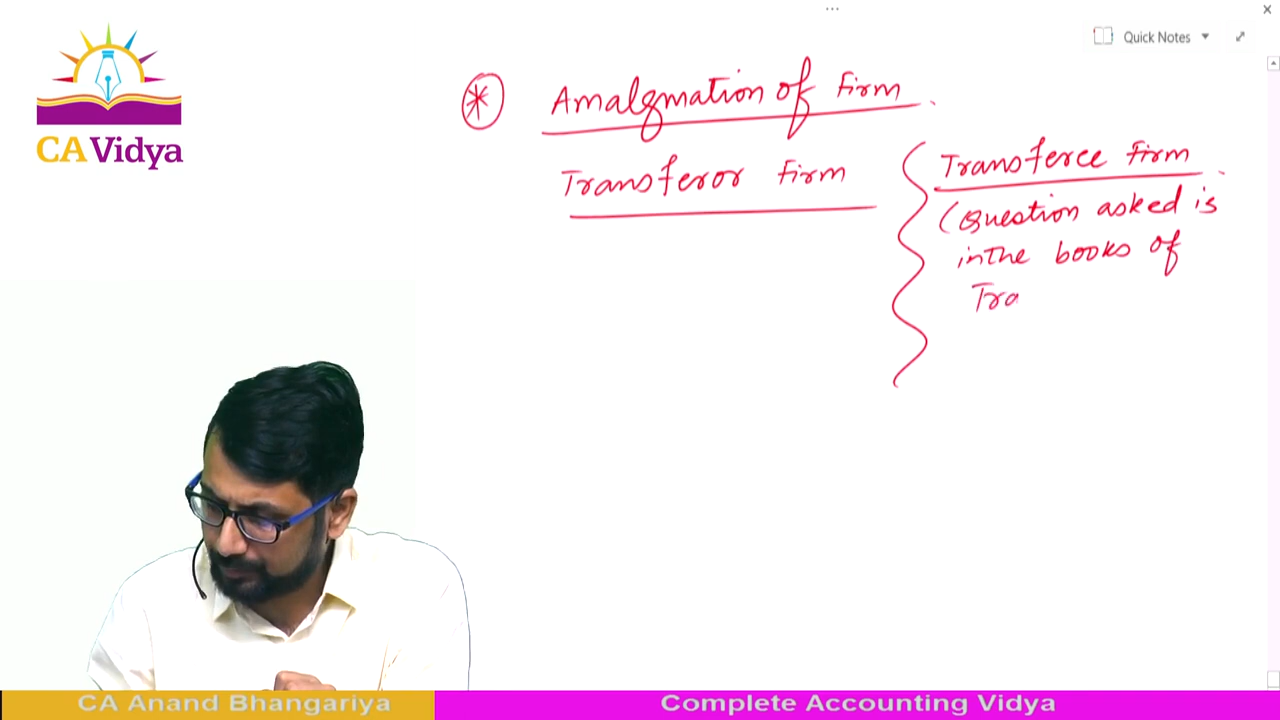 CA Vidya
Quick Notes
Amalgmation of Firm.
Transferor Firm
Transferee Firm.
(Question asked is
in the books of
Tra
CA Anand Bhangariya
Complete Accounting Vidya